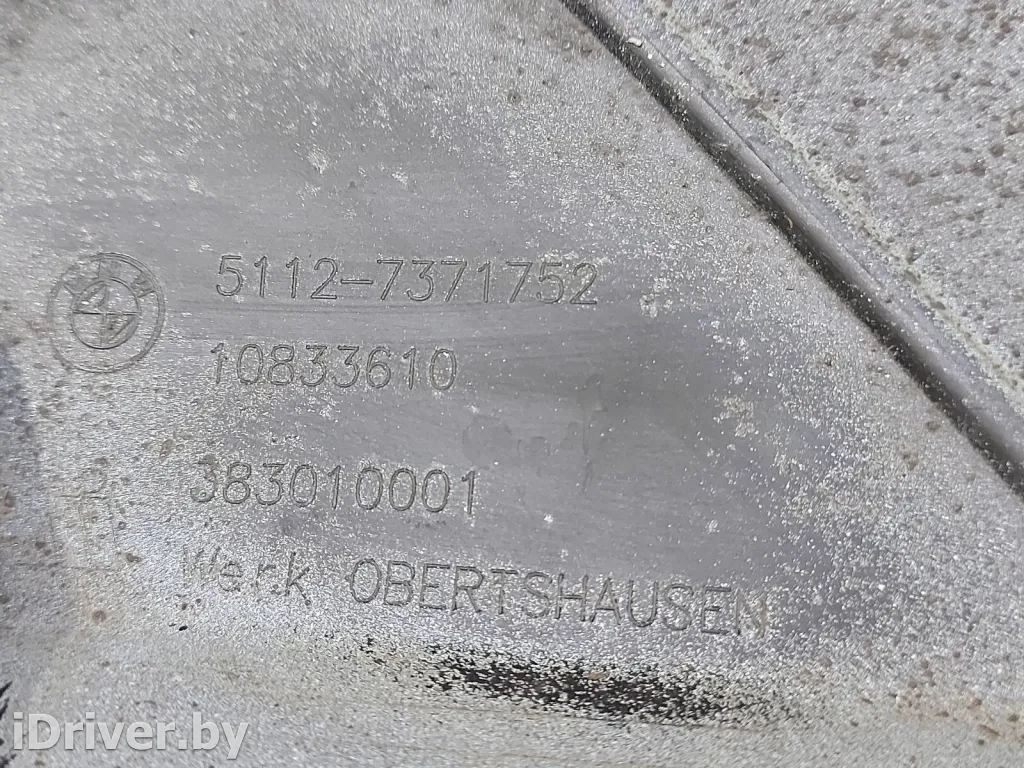 5112-7371752
10833610
383010001
Werk OBERTSHAUSEN
iDriver.by